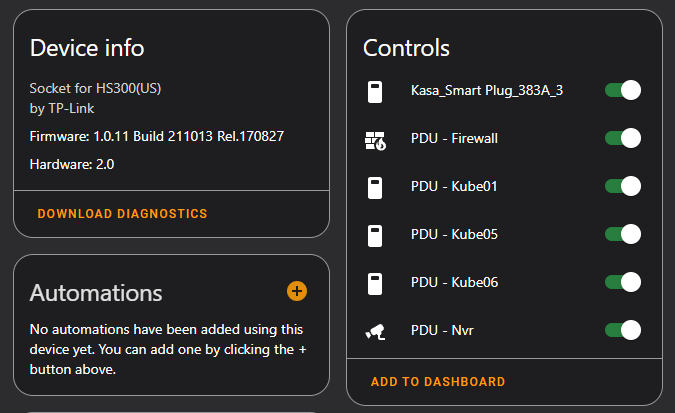 Device info
Socket for HS300(US)
by TP-Link
Firmware: 1.0.11 Build 211013 Rel.170827
Hardware: 2.0
DOWNLOAD DIAGNOSTICS
Automations
No automations have been added using this
device yet. You can add one by clicking the +
button above.
Controls
Kasa_Smart Plug_383A_3
PDU - Firewall
PDU - Kube01
PDU - Kube05
PDU - Kube06
PDU - Nvr
ADD TO DASHBOARD